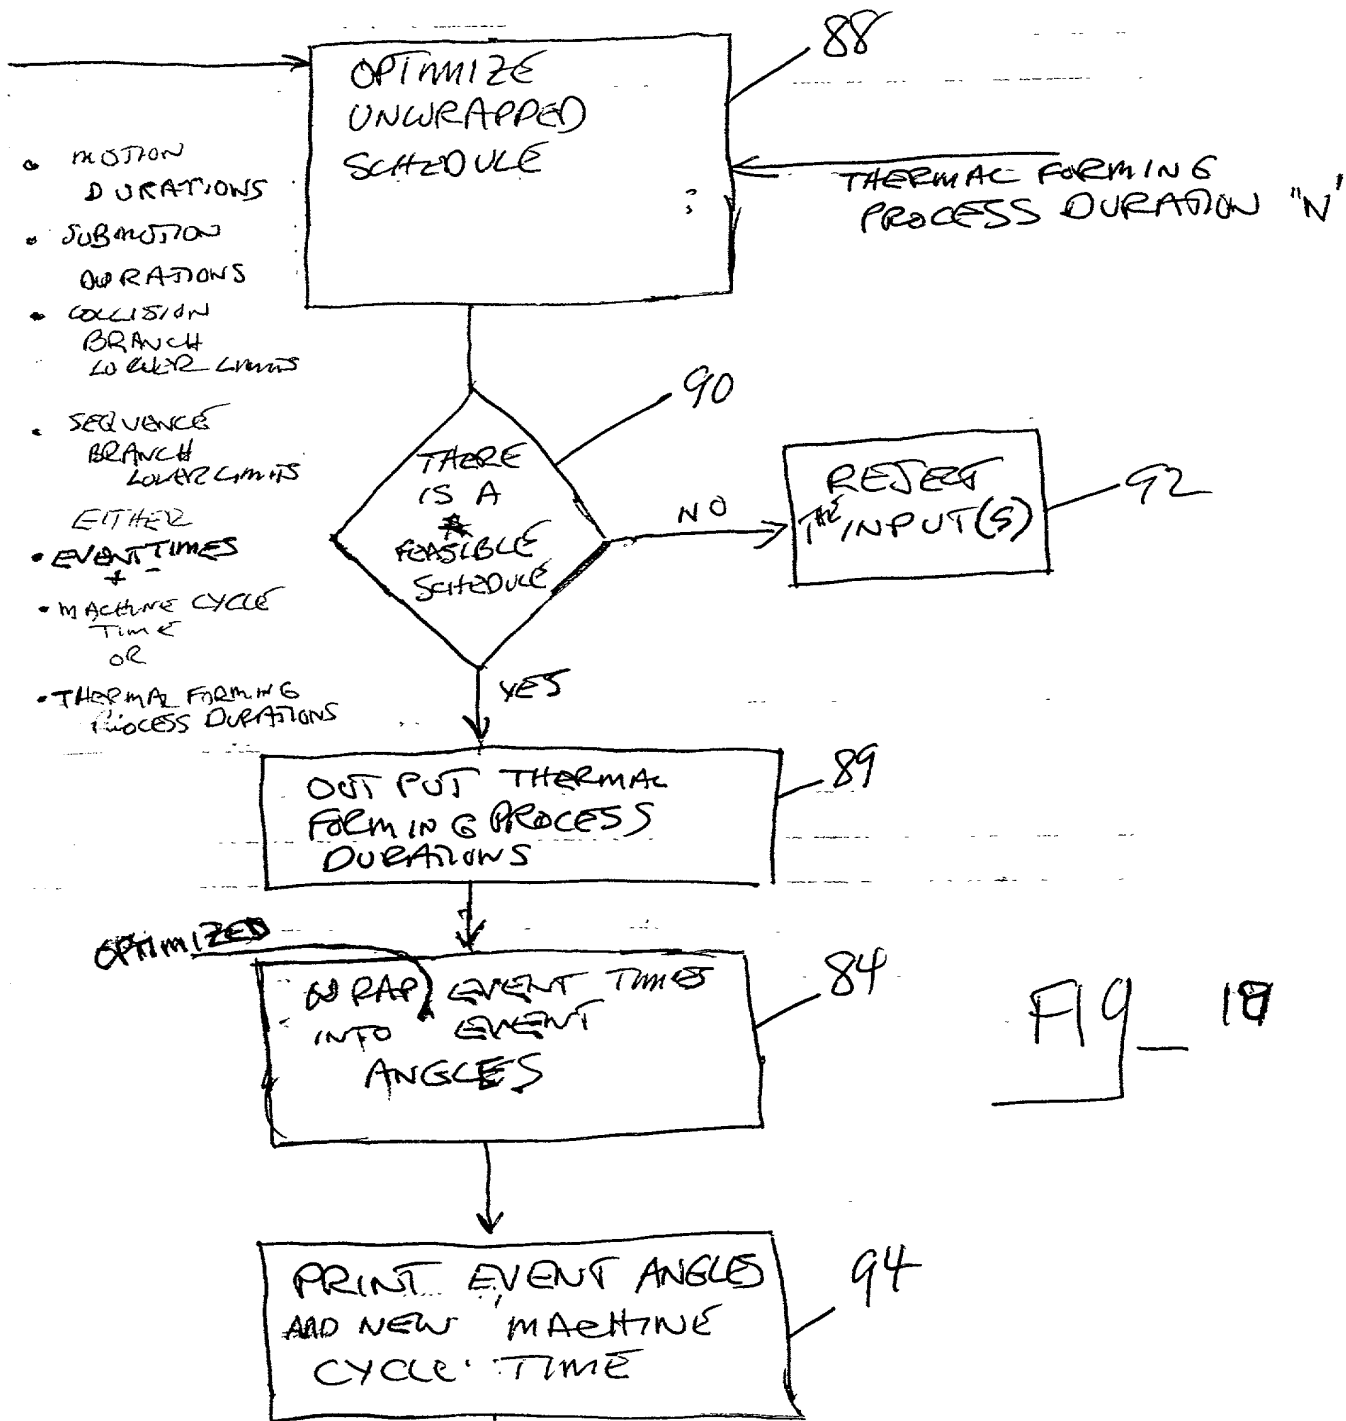 OPTIMIZE
UNWRAPPED
SCHEDULE
88
THERMAL FORMING
PROCESS DURATION "N'
• MOTION
DURATIONS
• SUBMOTION
DURATIONS
• COLLISION
BRANCH
LOWER LIMITS
• SEQUENCE
BRANCH
LOWER LIMITS
EITHER
• EVENT TIMES
+
• MACHINE CYCLE
TIME
OR
• THERMAL FORMING
PROCESS DURATIONS
90
THERE
IS A
FEASIBLE
SCHEDULE
NO
REJECT
THE INPUT(S)
92
YES
OUTPUT THERMAL
FORMING PROCESS
DURATIONS
89
OPTIMIZED
WRAP EVENT TIMES
INTO EVENT
ANGLES
84
FIG_
PRINT EVENT ANGLES
AND NEW MACHINE
CYCLE TIME
94